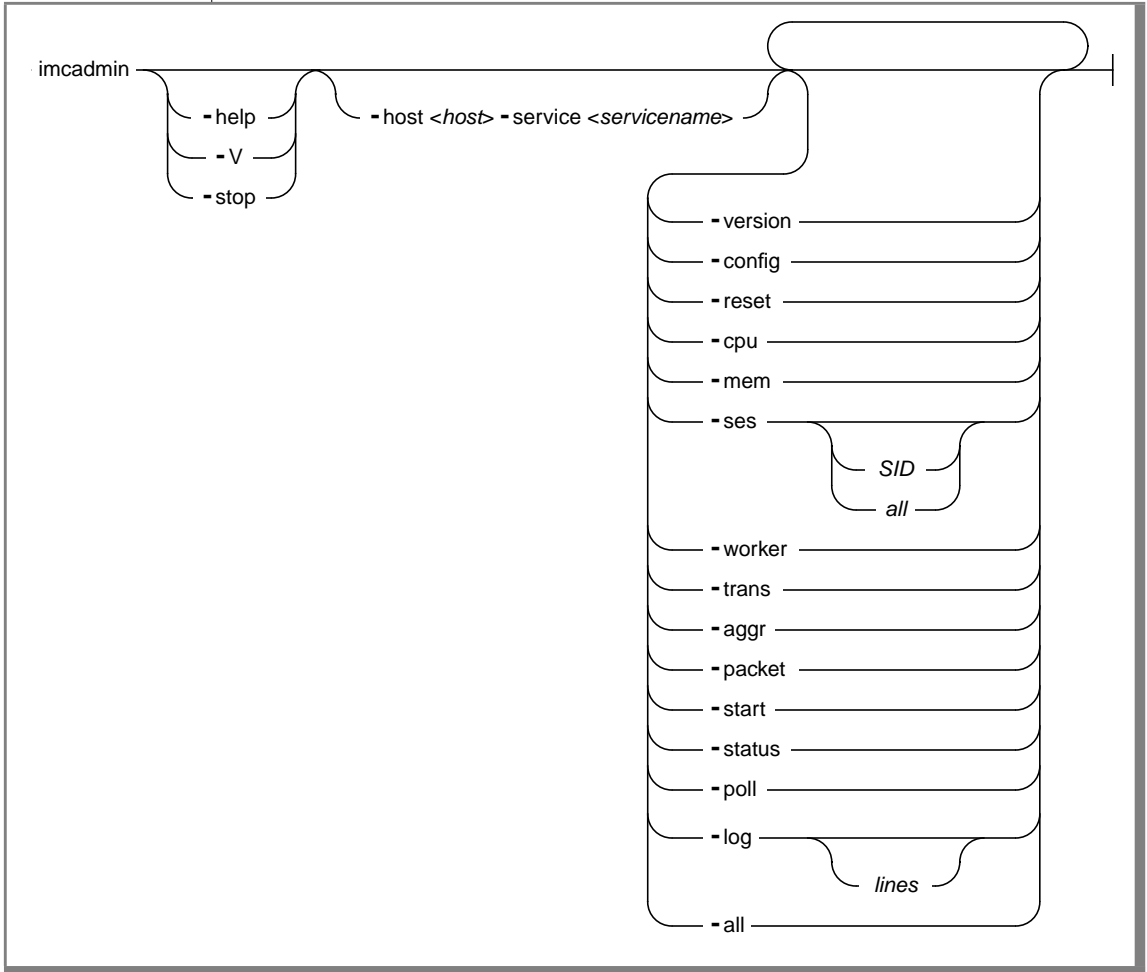 imcadmin
-help
-host <host> -service <servicename>
-V
-stop
-version
-config
-reset
-cpu
-mem
-ses
SID
all
-worker
-trans
-aggr
-packet
-start
-status
-poll
-log
lines
-all